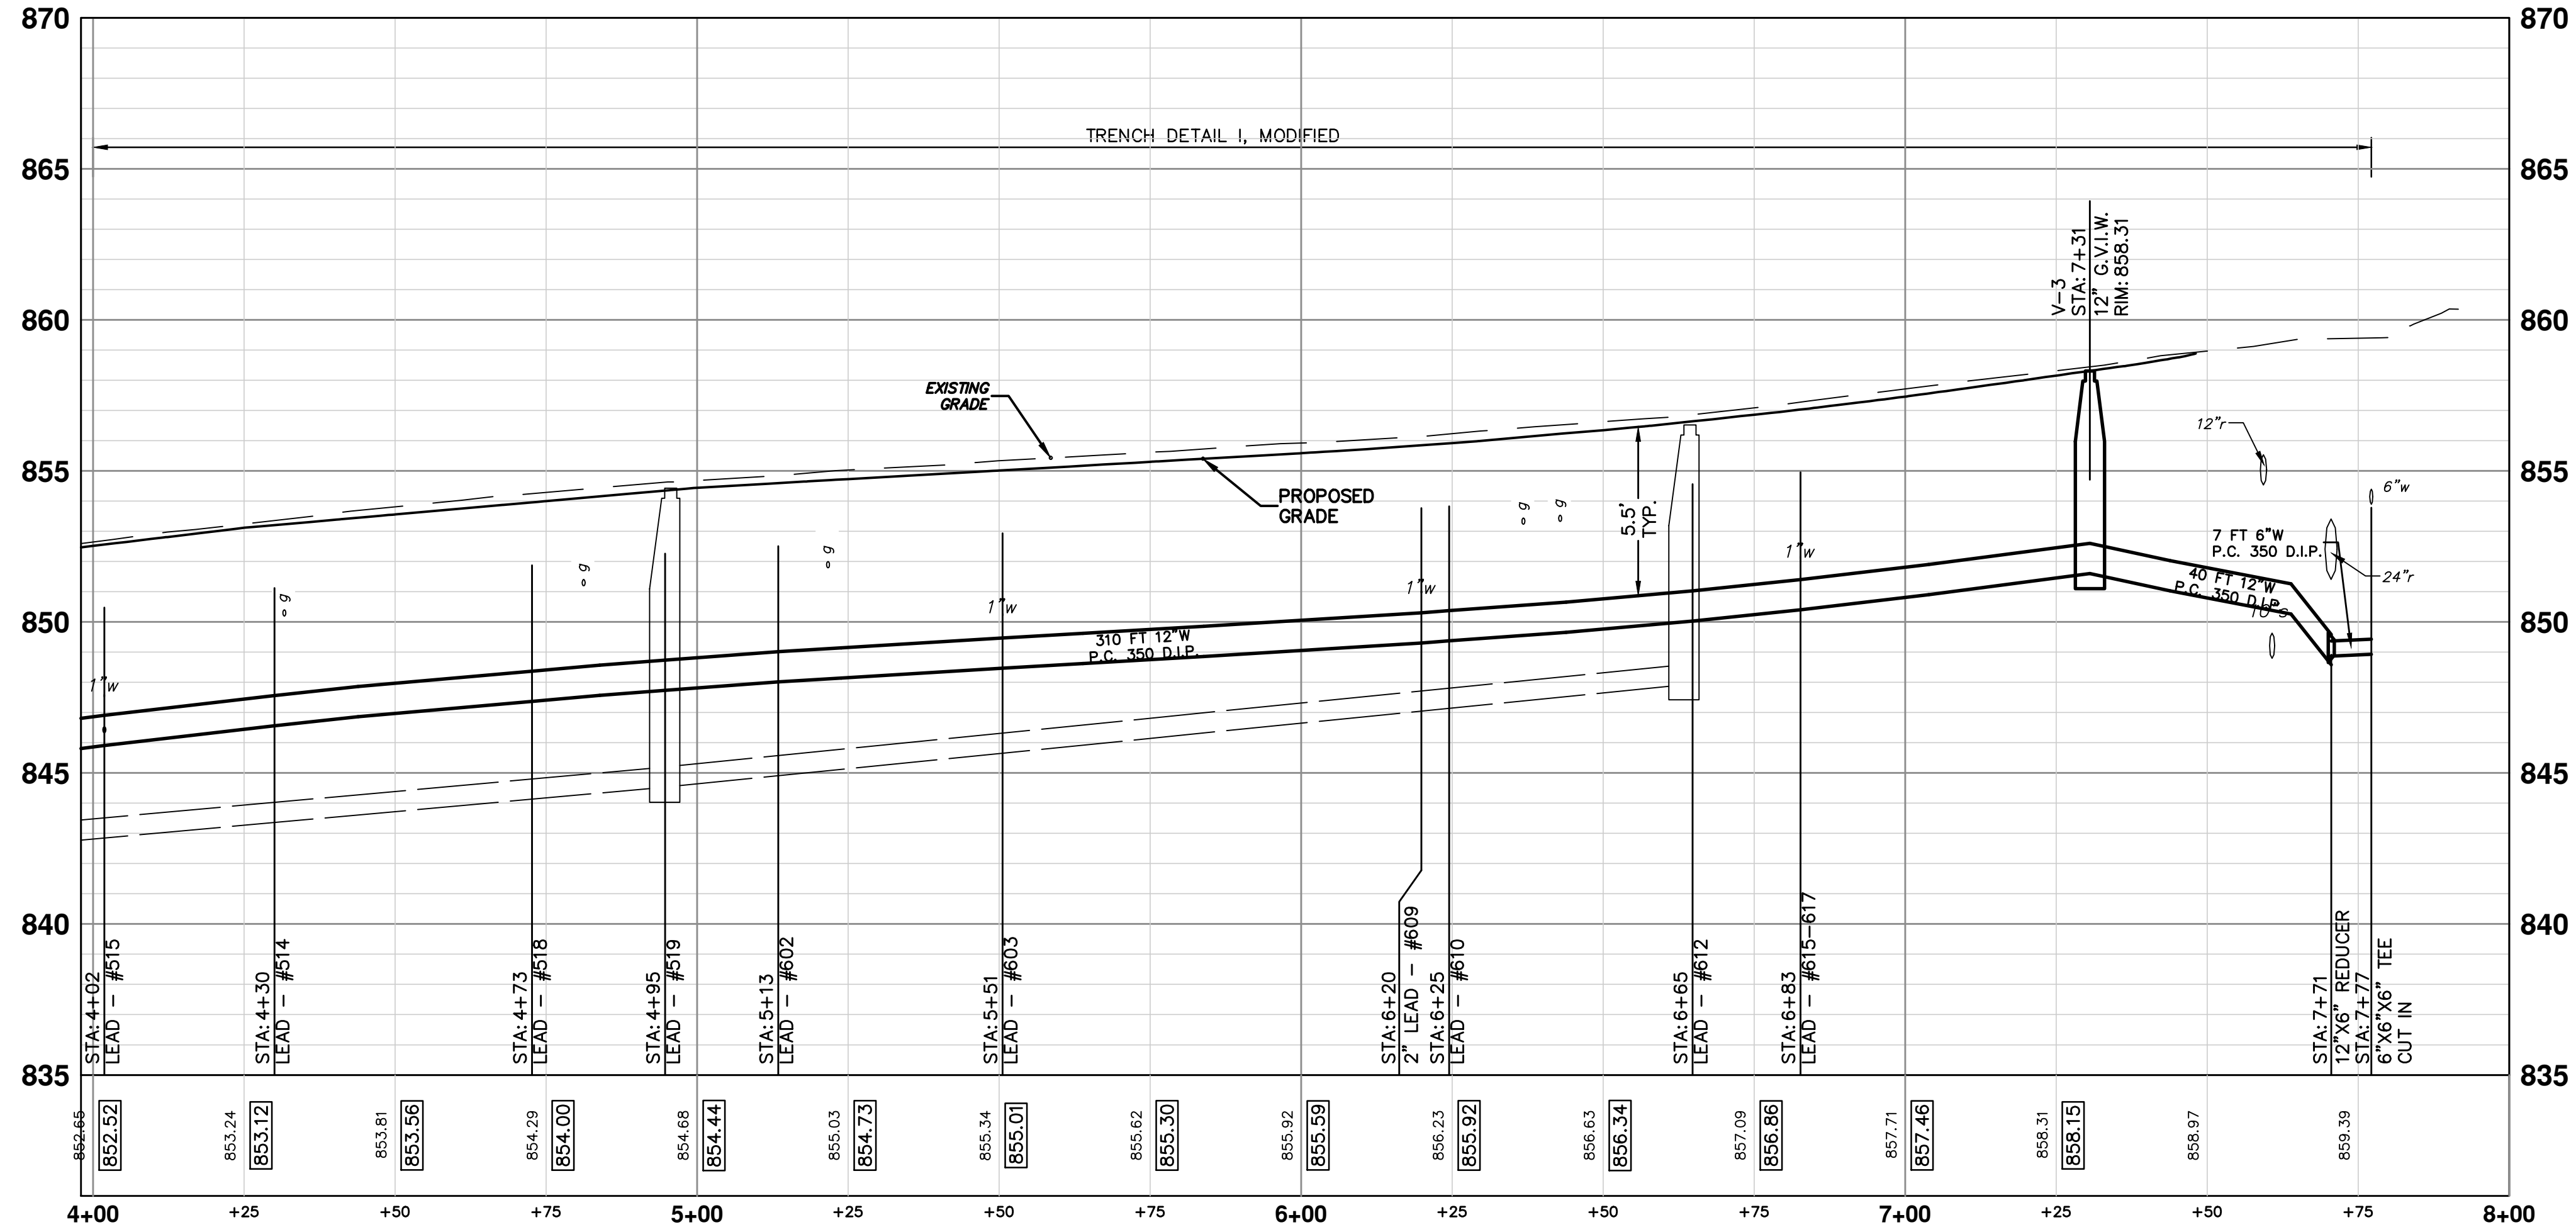 870
870
TRENCH DETAIL I, MODIFIED
865
865
V-3
STA: 7+31
12" G.V.I.W.
RIM: 858.31
860
860
EXISTING
GRADE
12"r
855
855
6"w
PROPOSED
GRADE
g
g
5.5'
TYP.
7 FT 6"W
P.C. 350 D.I.P.
g
g
1"w
24"r
1"w
40 FT 12"W
P.C. 350 D.I.P.
g
1"w
10"s
850
850
310 FT 12"W
P.C. 350 D.I.P.
1"w
845
845
840
840
STA: 4+02
LEAD - #515
STA: 4+30
LEAD - #514
STA: 4+73
LEAD - #518
STA: 4+95
LEAD - #519
STA: 5+13
LEAD - #602
STA: 5+51
LEAD - #603
STA: 6+20
2" LEAD - #609
STA: 6+25
LEAD - #610
STA: 6+65
LEAD - #612
STA: 6+83
LEAD - #615-617
STA: 7+71
12"X6" REDUCER
STA: 7+77
6"X6"X6" TEE
CUT IN
835
835
852.65
852.52
853.24
853.12
853.81
853.56
854.29
854.00
854.68
854.44
855.03
854.73
855.34
855.01
855.62
855.30
855.92
855.59
856.23
855.92
856.63
856.34
857.09
856.86
857.71
857.46
858.31
858.15
858.97
859.39
4+00
+25
+50
+75
5+00
+25
+50
+75
6+00
+25
+50
+75
7+00
+25
+50
+75
8+00